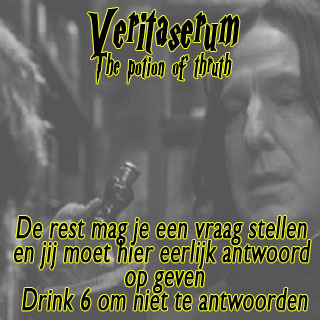 Veritaserum
The potion of thruth
De rest mag je een vraag stellen
en jij moet hier eerlijk antwoord
op geven
Drink 6 om niet te antwoorden